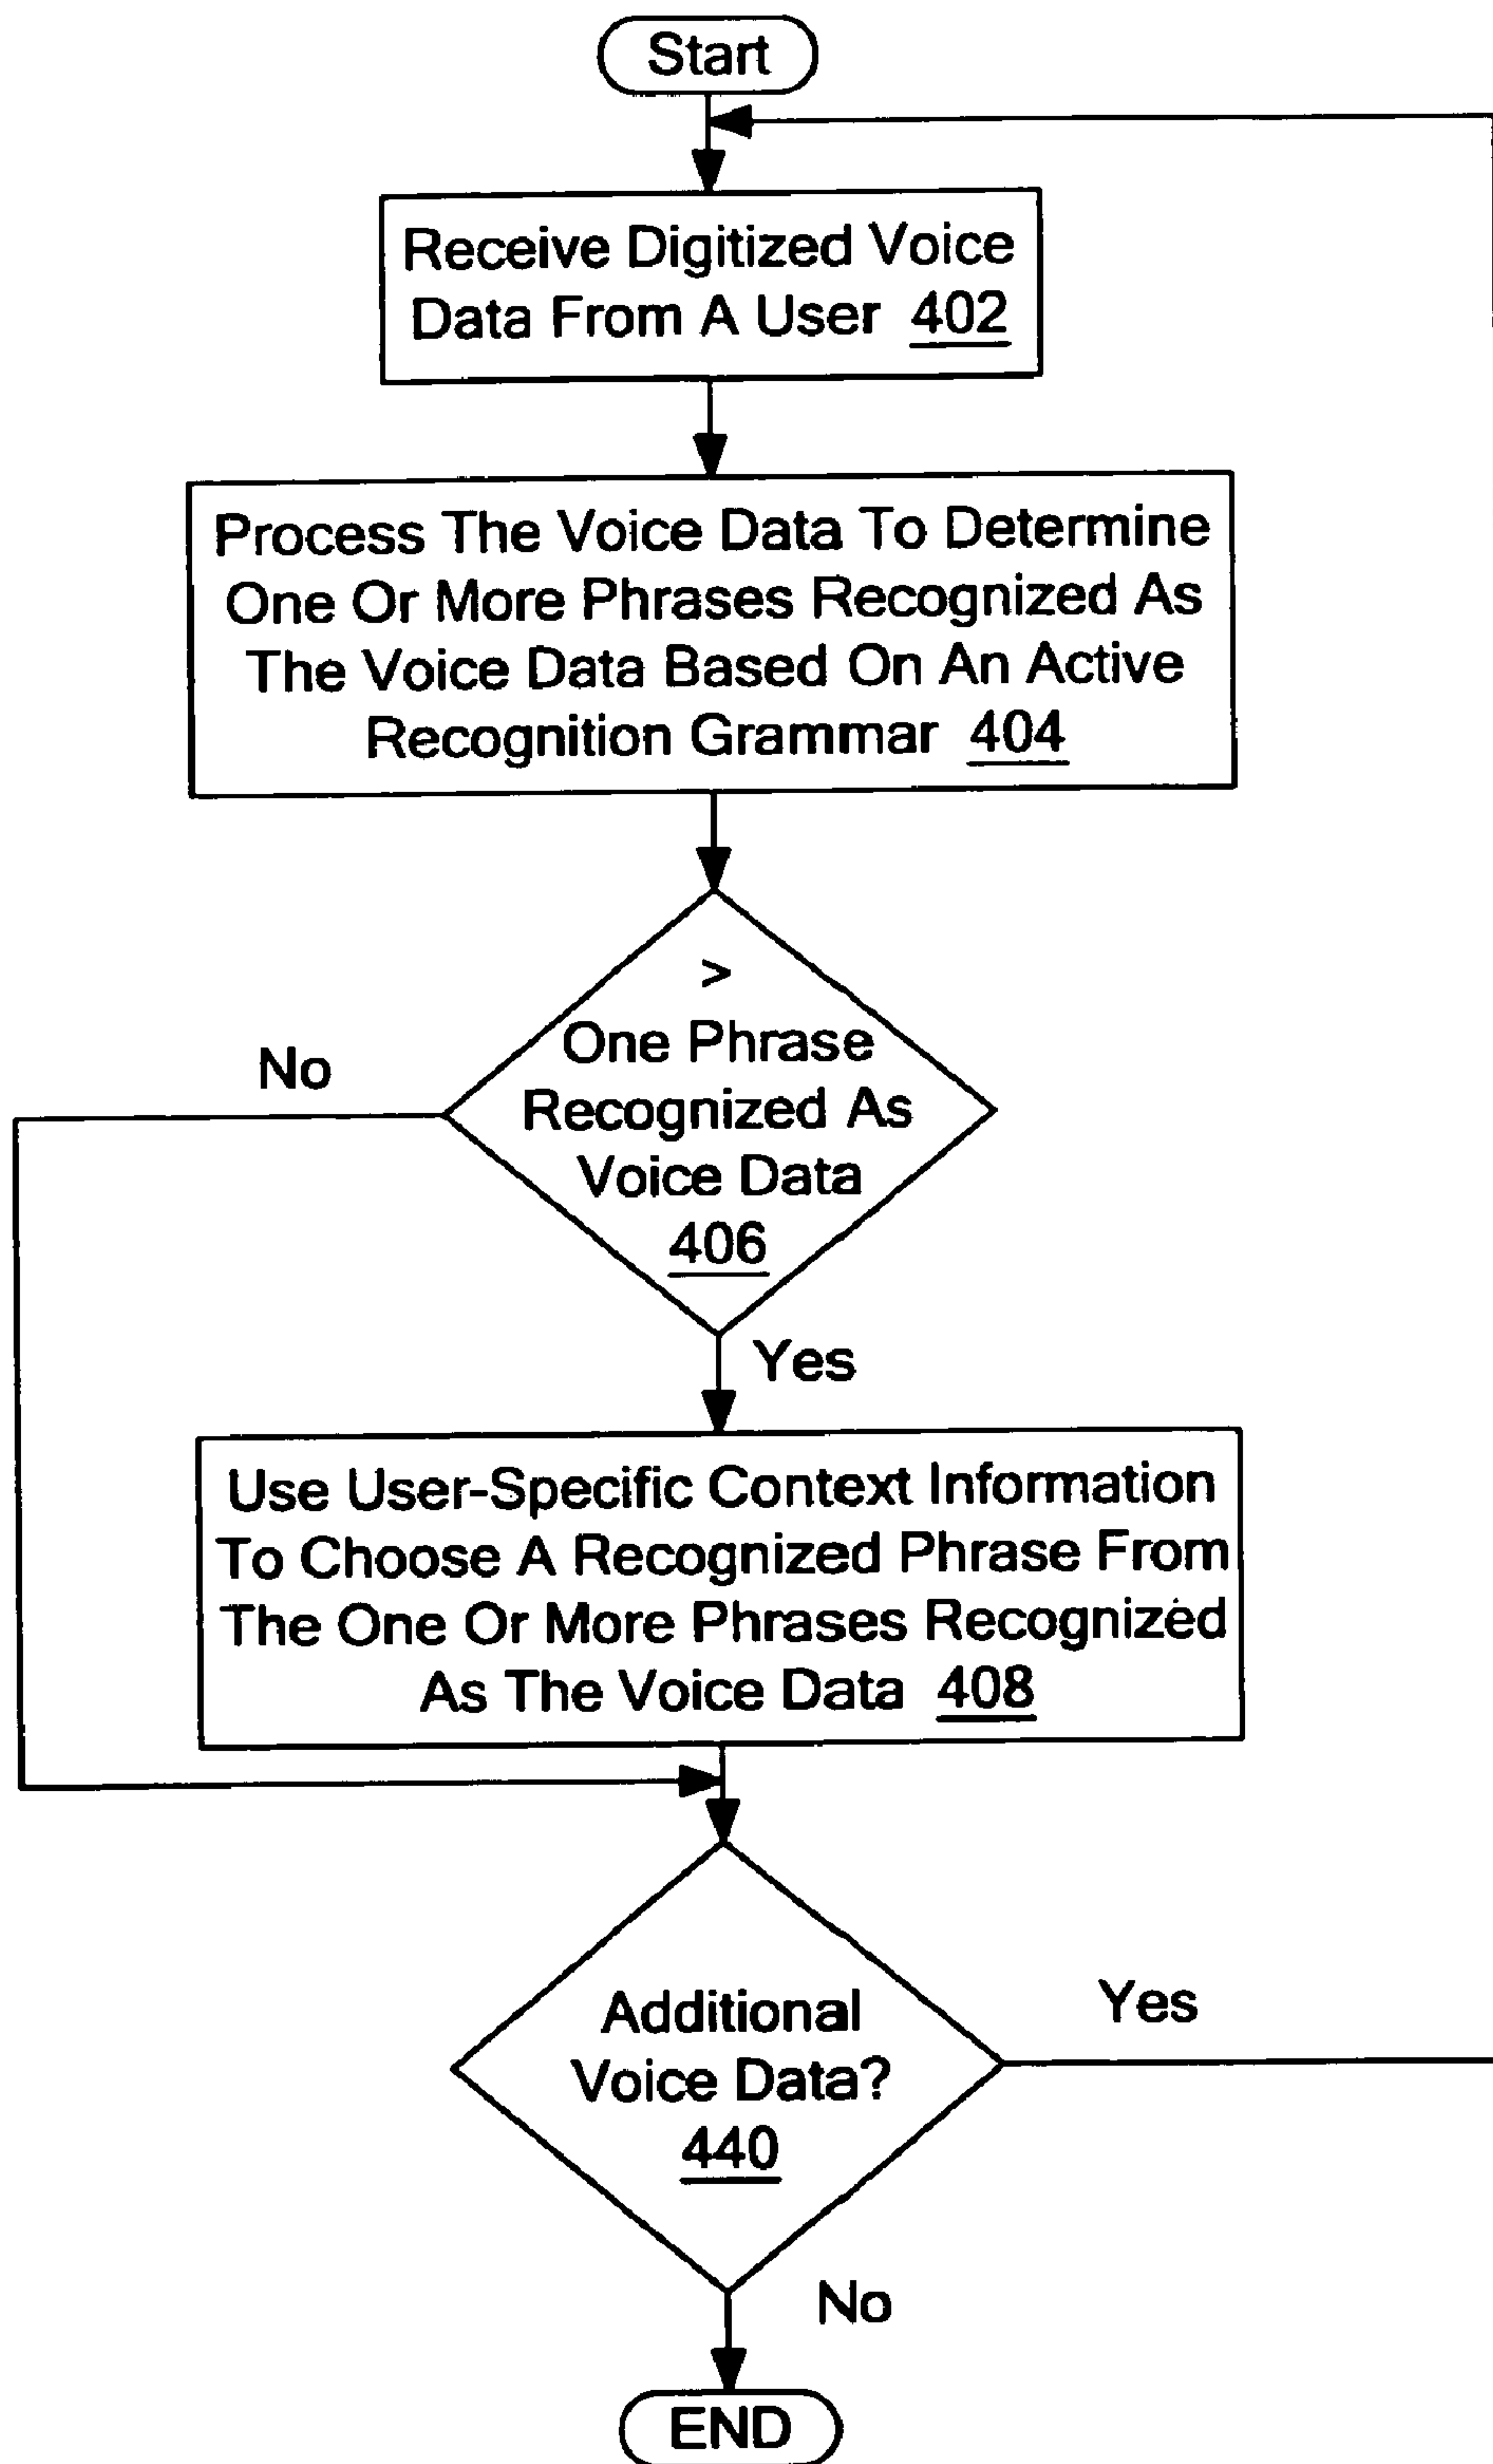 Start
Receive Digitized Voice
Data From A User 402
Process The Voice Data To Determine
One Or More Phrases Recognized As
The Voice Data Based On An Active
Recognition Grammar 404
>
One Phrase
Recognized As
Voice Data
406
No
Yes
Use User-Specific Context Information
To Choose A Recognized Phrase From
The One Or More Phrases Recognized
As The Voice Data 408
Additional
Voice Data?
440
Yes
No
END